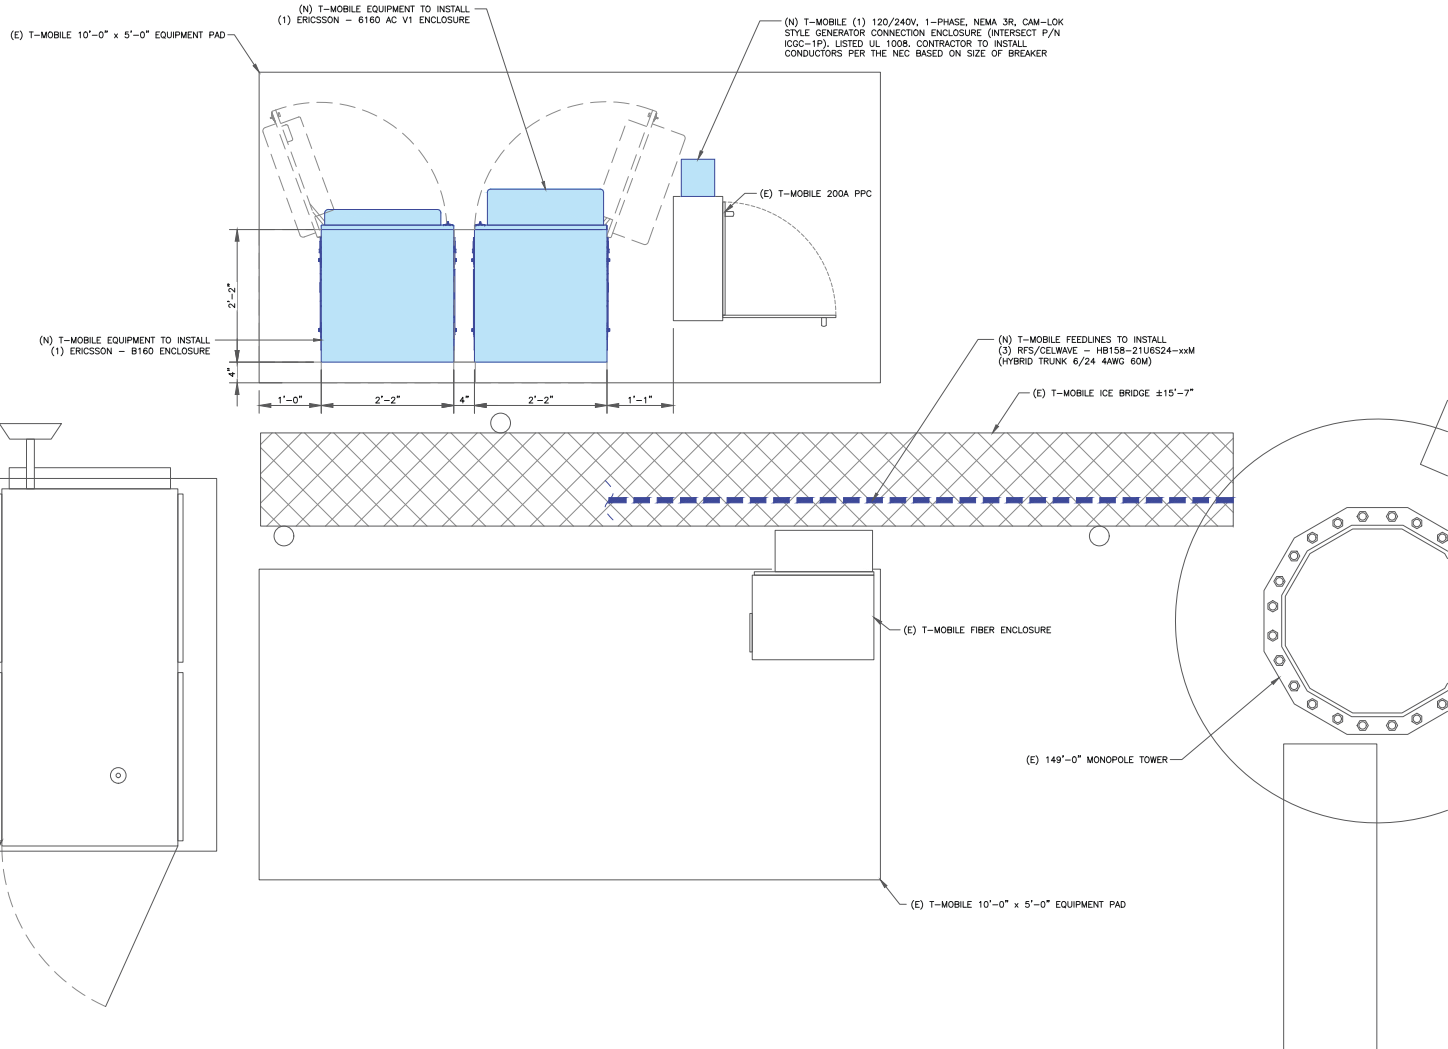 (N) T-MOBILE EQUIPMENT TO INSTALL
(1) ERICSSON - 6160 AC V1 ENCLOSURE
(E) T-MOBILE 10'-0" x 5'-0" EQUIPMENT PAD
(N) T-MOBILE (1) 120/240V, 1-PHASE, NEMA 3R, CAM-LOK
STYLE GENERATOR CONNECTION ENCLOSURE (INTERSECT P/N
ICGC-1P). LISTED UL 1008. CONTRACTOR TO INSTALL
CONDUCTORS PER THE NEC BASED ON SIZE OF BREAKER
(E) T-MOBILE 200A PPC
2'-2"
(N) T-MOBILE EQUIPMENT TO INSTALL
(1) ERICSSON - B160 ENCLOSURE
4"
1'-0"
2'-2"
4"
2'-2"
1'-1"
(N) T-MOBILE FEEDLINES TO INSTALL
(3) RFS/CELWAVE - HB158-21U6S24-xxM
(HYBRID TRUNK 6/24 4AWG 60M)
(E) T-MOBILE ICE BRIDGE ±15'-7"
(E) T-MOBILE FIBER ENCLOSURE
(E) 149'-0" MONOPOLE TOWER
(E) T-MOBILE 10'-0" x 5'-0" EQUIPMENT PAD